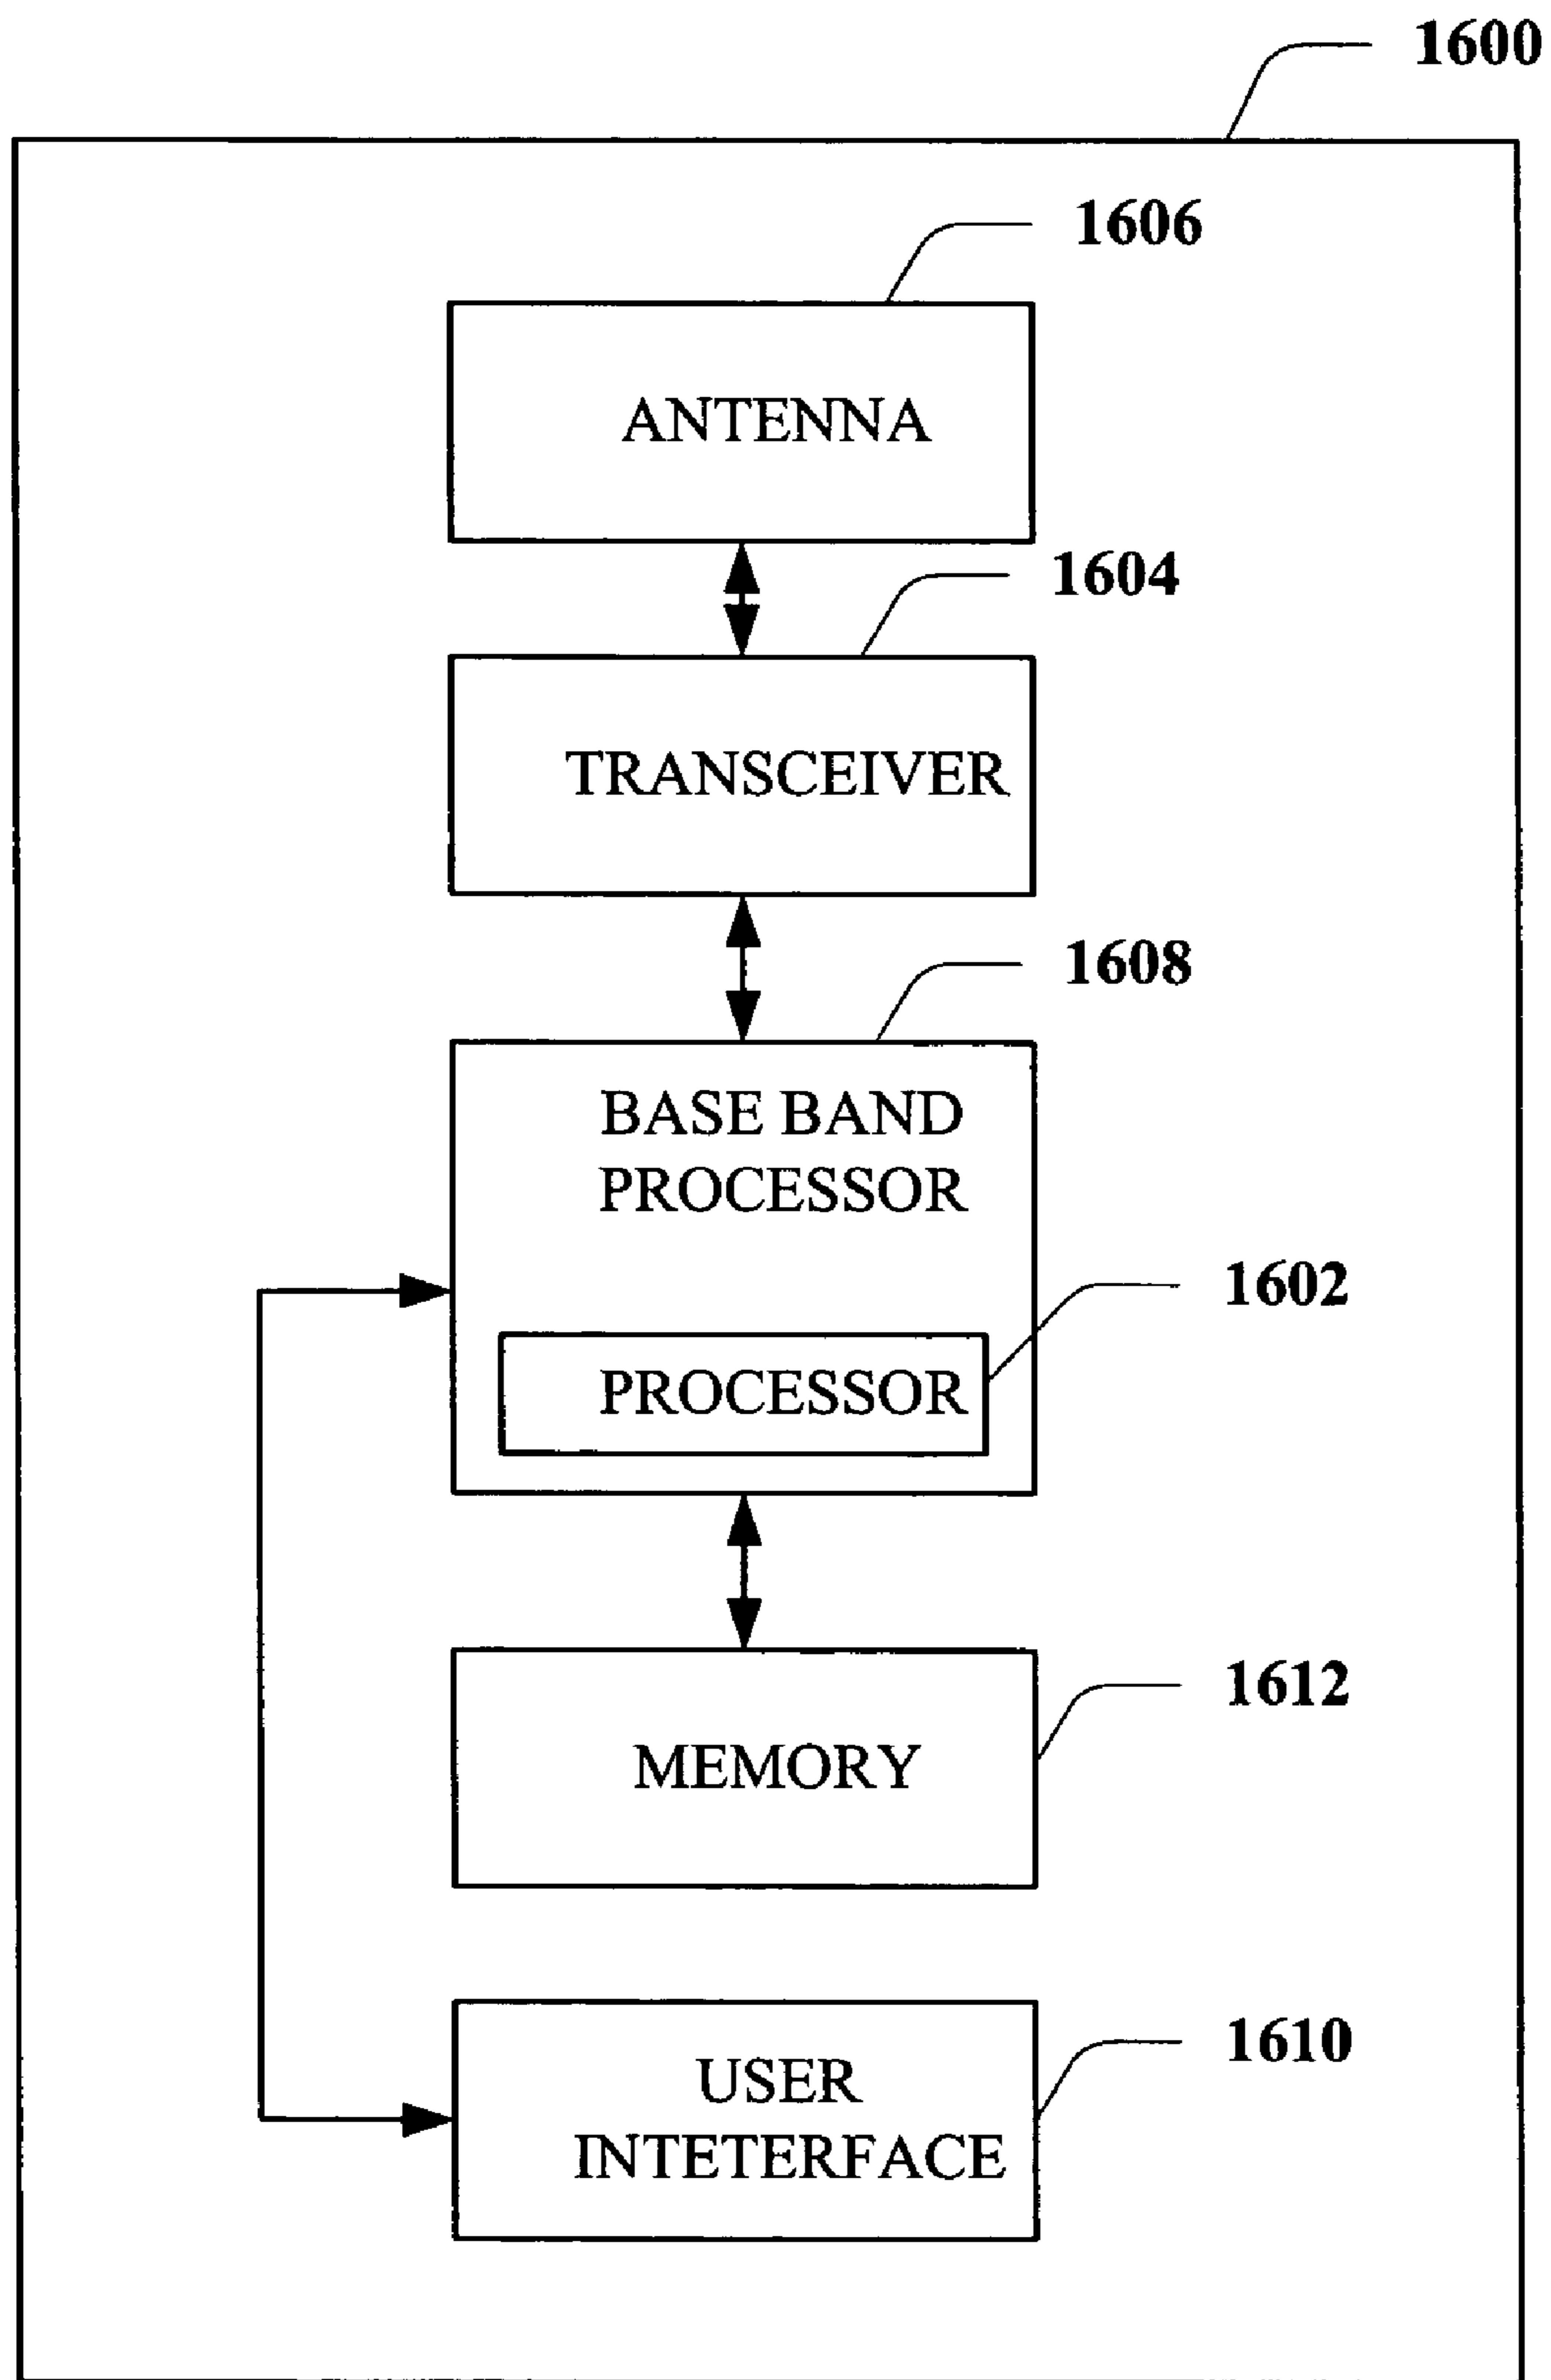 1600
1606
ANTENNA
1604
TRANSCEIVER
1608
BASE BAND
PROCESSOR
1602
PROCESSOR
1612
MEMORY
1610
USER
INTETERFACE